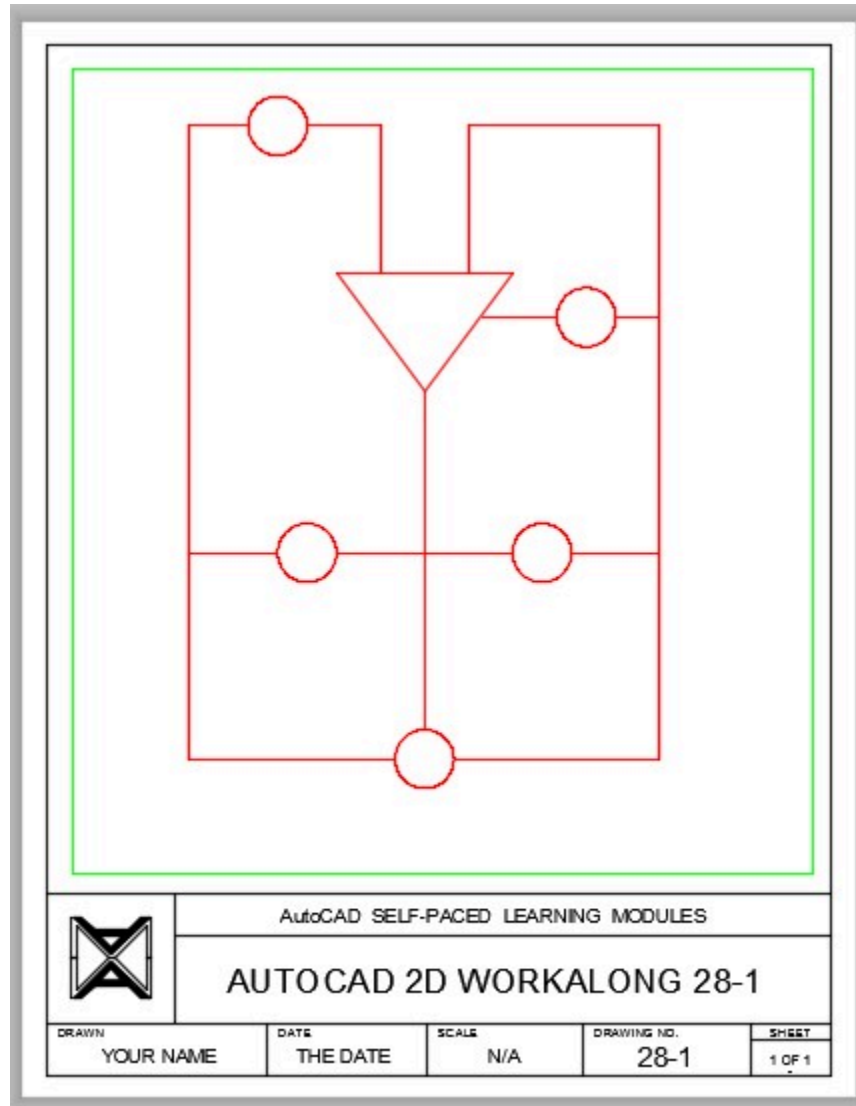 AutoCAD SELF-PACED LEARNING MODULES
AUTOCAD 2D WORKALONG 28-1
DRAWN
YOUR NAME
DATE
THE DATE
SCALE
N/A
DRAWING NO.
28-1
SHEET
1 OF 1